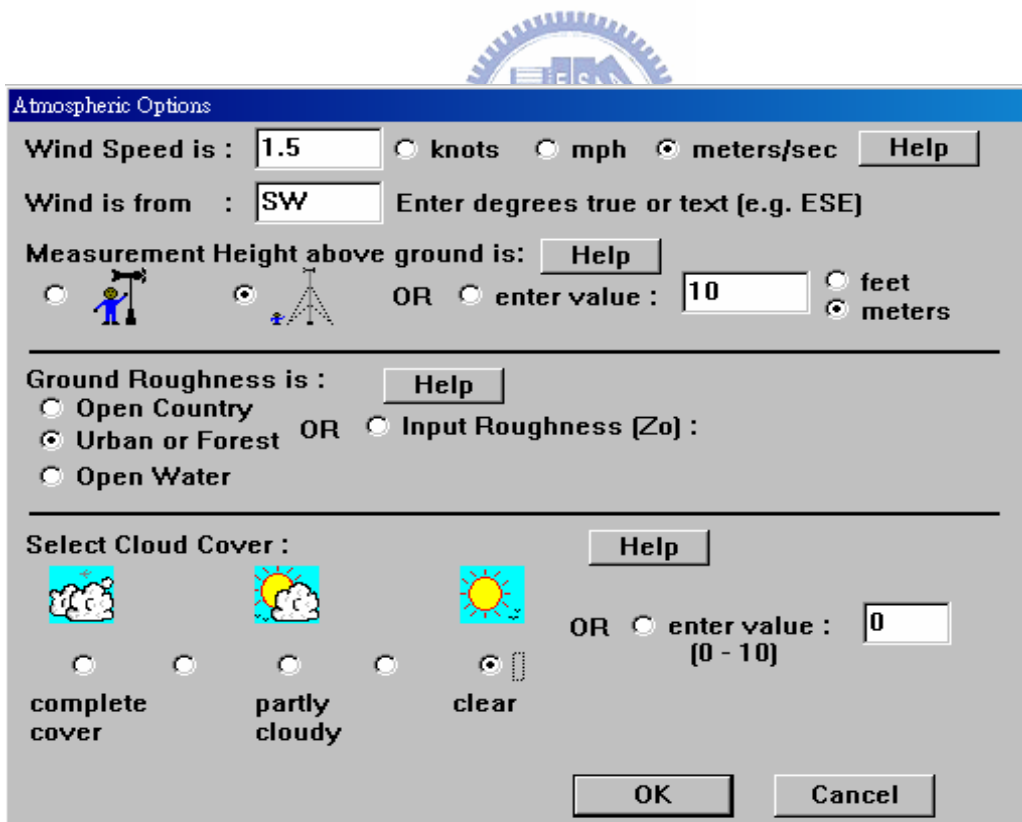 Atmospheric Options
Wind Speed is : 1.5 knots mph meters/sec Help
Wind is from : SW Enter degrees true or text (e.g. ESE)
Measurement Height above ground is: Help
OR enter value : 10 feet
meters
Ground Roughness is : Help
Open Country
Urban or Forest OR Input Roughness (Zo) :
Open Water
Select Cloud Cover : Help
OR enter value : 0
(0 - 10)
complete cover partly cloudy clear
OK Cancel